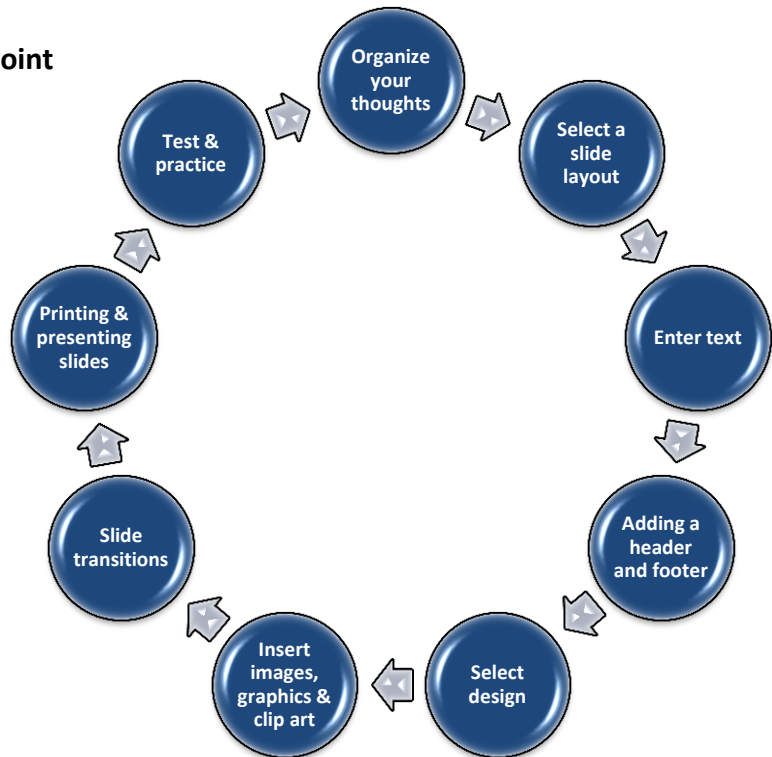 oint
Organize
your
thoughts
Select a
slide
layout
Enter text
Adding a
header
and footer
Select
design
Insert
images,
graphics &
clip art
Slide
transitions
Printing &
presenting
slides
Test &
practice